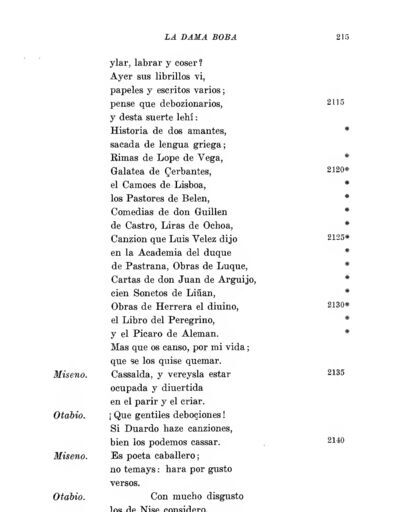 LA DAMA BOBA 215
ylar, labrar y coser?
Ayer sus librillos vi,
papeles y escritos varios;
pense que debozionarios, 2115
y desta suerte lehi:
Historia de dos amantes, *
sacada de lengua griega;
Rimas de Lope de Vega, *
Galatea de Çerbantes, 2120*
el Camoes de Lisboa, *
los Pastores de Belen, *
Comedias de don Guillen *
de Castro, Liras de Ochoa, *
Canzion que Luis Velez dijo 2125*
en la Academia del duque *
de Pastrana, Obras de Luque, *
Cartas de don Juan de Arguijo, *
cien Sonetos de Liñan, *
Obras de Herrera el diuino, 2130*
el Libro del Peregrino, *
y el Picaro de Aleman. *
Mas que os canso, por mi vida;
que se los quise quemar.
Miseno. Cassalda, y vereysla estar 2135
ocupada y diuertida
en el parir y el criar.
Otabio. ¡Que gentiles deboçiones!
Si Duardo haze canziones,
bien los podemos cassar. 2140
Miseno. Es poeta caballero;
no temays: hara por gusto
versos.
Otabio. Con mucho disgusto
los de Nise considero.